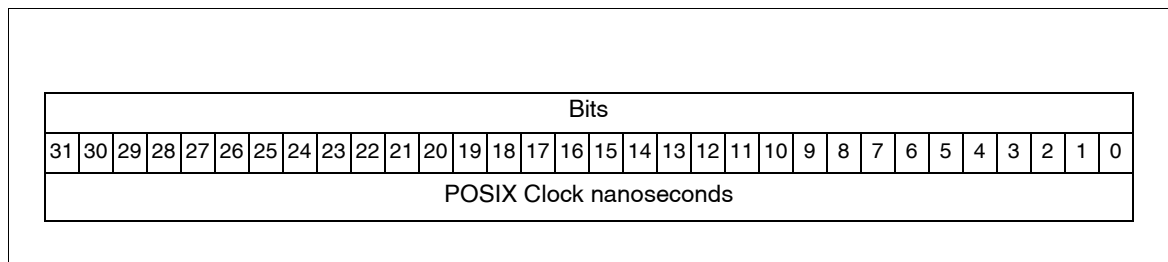 Bits
31 30 29 28 27 26 25 24 23 22 21 20 19 18 17 16 15 14 13 12 11 10 9 8 7 6 5 4 3 2 1 0
POSIX Clock nanoseconds